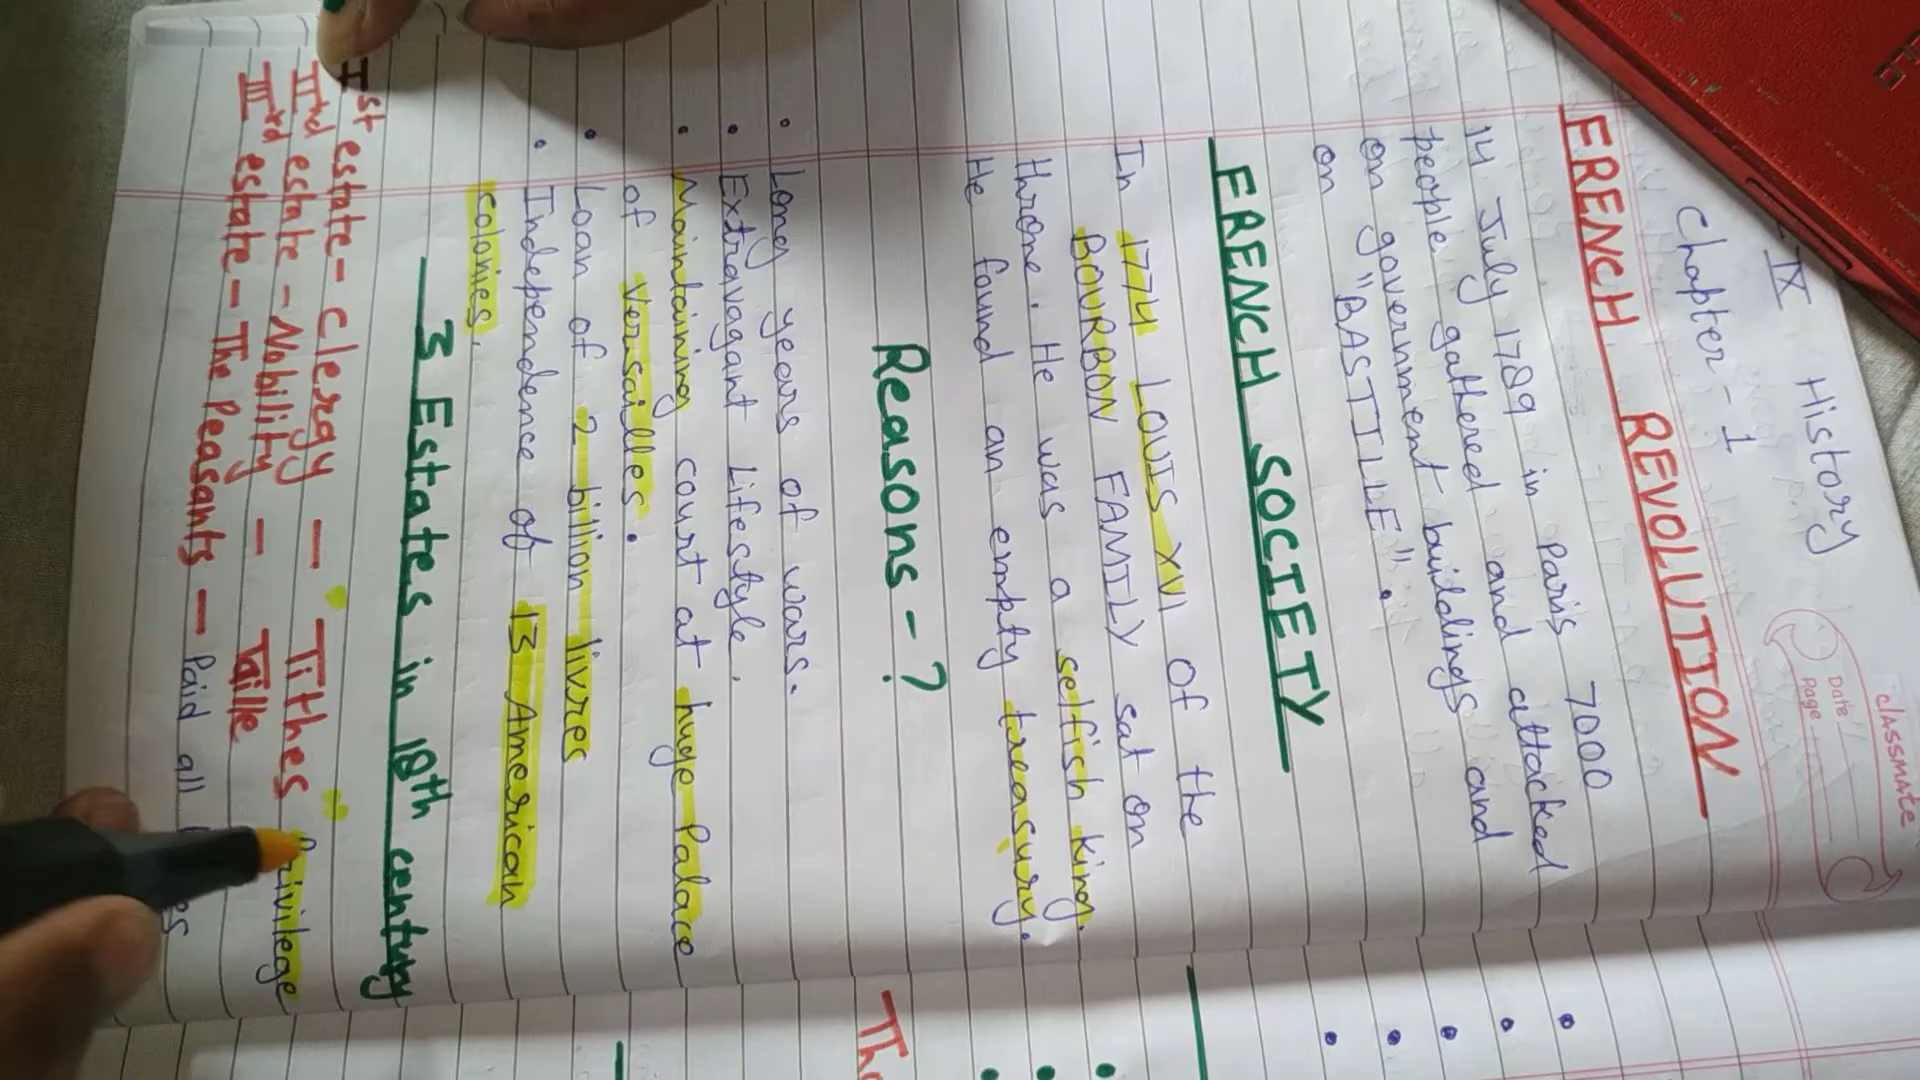 classmate
Date
Page
IX History
Chapter - 1
FRENCH REVOLUTION
14 July 1789 in Paris 7000
people gathered and attacked
on government buildings and
on "BASTILLE".
FRENCH SOCIETY
In 1774 LOUIS XVI of the
BOURBON FAMILY sat on
throne. He was a selfish king.
He found an empty treasury.
Reasons - ?
• Long years of wars.
• Extravagant Lifestyle.
• Maintaining court at huge Palace
of Versailles.
• Loan of 2 billion livres
• Independence of 13 American
colonies.
3 Estates in 18th century
Ist estate - Clergy — Tithes Privilege
IInd estate - Nobility — Taille
IIIrd estate - The Peasants — Paid all